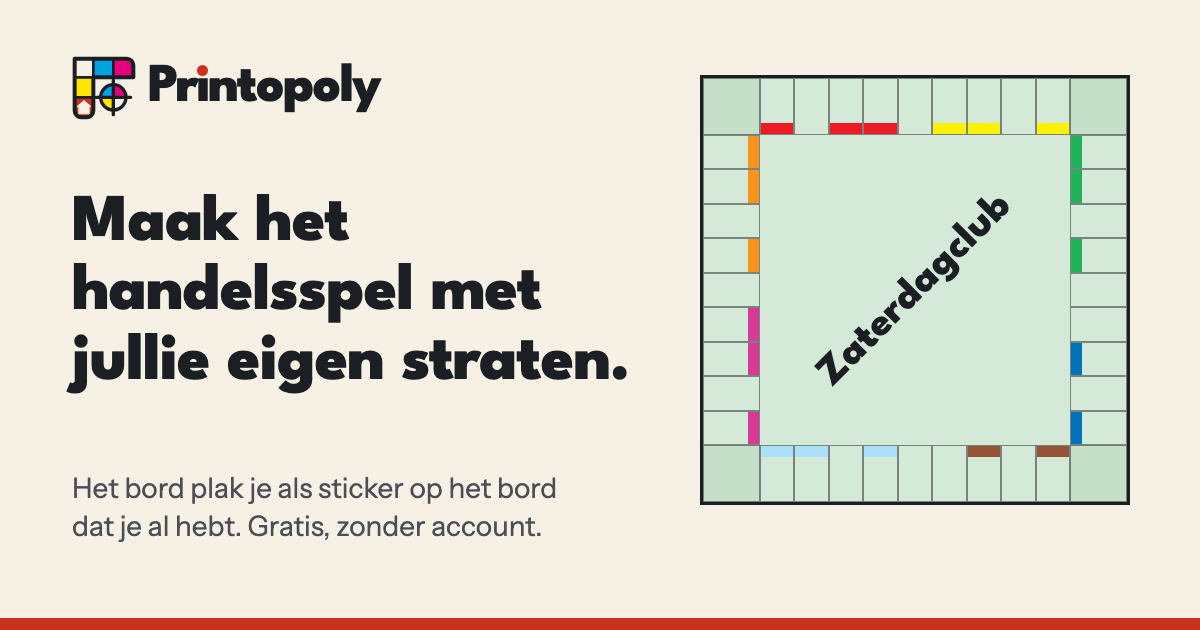 Printopoly
Maak het
handelsspel met
jullie eigen straten.
Het bord plak je als sticker op het bord
dat je al hebt. Gratis, zonder account.
Zaterdagclub